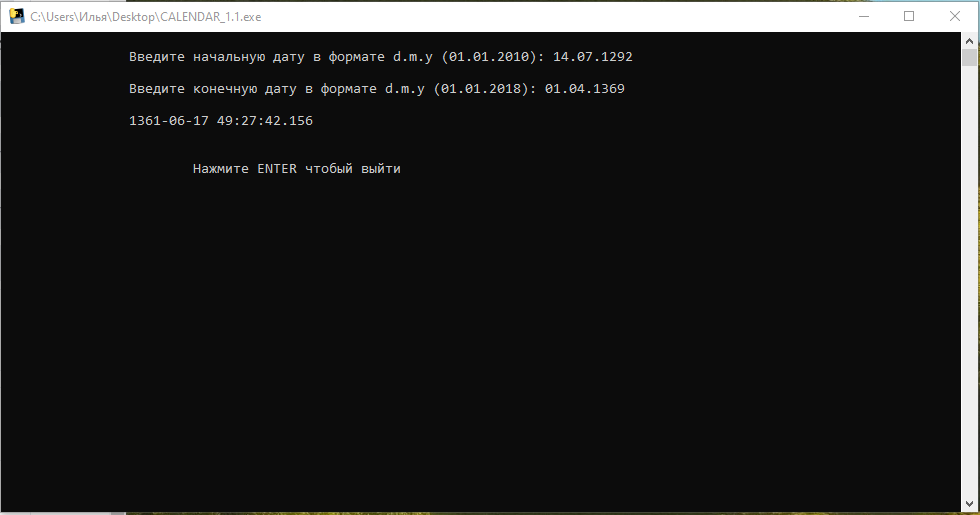 C:\Users\Илья\Desktop\CALENDAR_1.1.exe
Введите начальную дату в формате d.m.y (01.01.2010): 14.07.1292
Введите конечную дату в формате d.m.y (01.01.2018): 01.04.1369
1361-06-17 49:27:42.156
Нажмите ENTER чтобый выйти